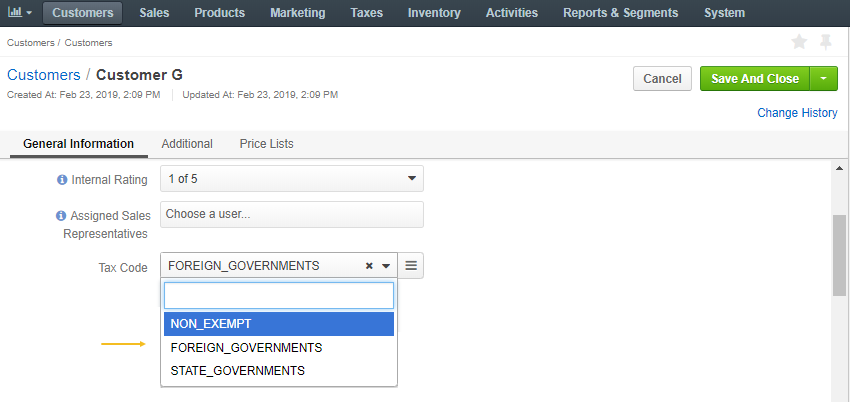 Customers Sales Products Marketing Taxes Inventory Activities Reports & Segments System
Customers / Customers
Customers / Customer G
Cancel Save And Close
Created At: Feb 23, 2019, 2:09 PM Updated At: Feb 23, 2019, 2:09 PM
Change History
General Information Additional Price Lists
Internal Rating 1 of 5
Assigned Sales Choose a user...
Representatives
Tax Code FOREIGN_GOVERNMENTS
NON_EXEMPT
FOREIGN_GOVERNMENTS
STATE_GOVERNMENTS